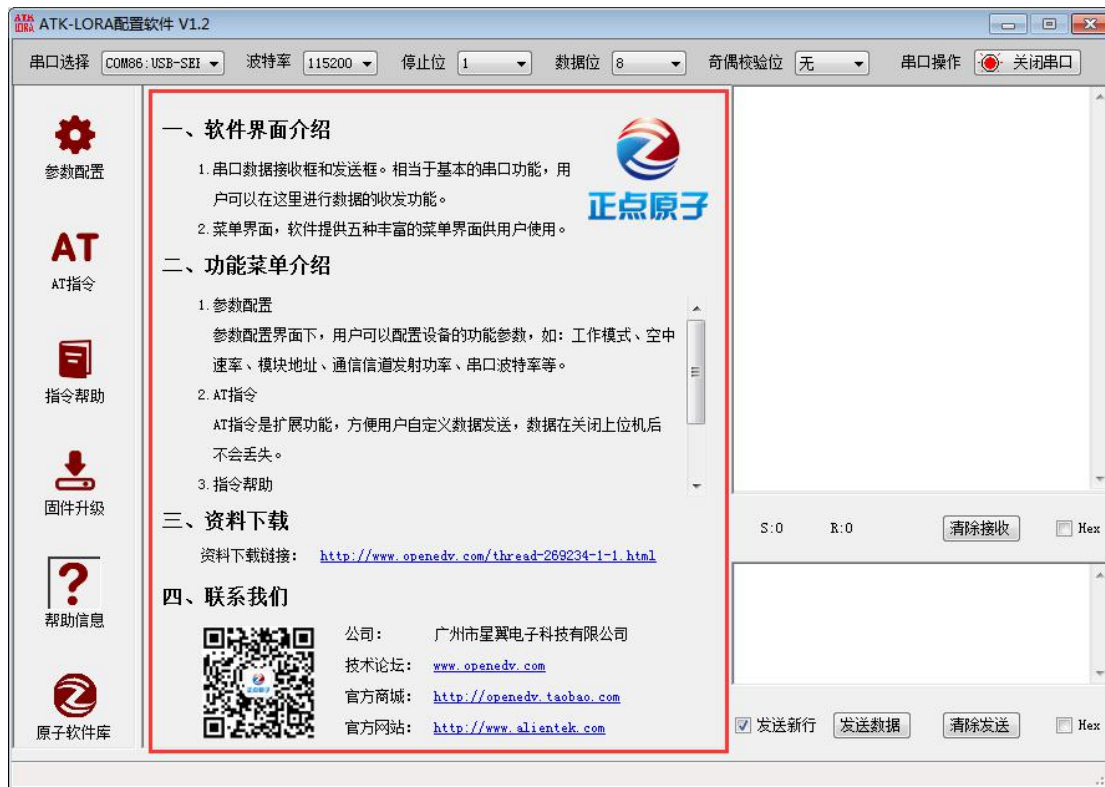 ATK LORA ATK-LORA配置软件 V1.2
串口选择 COM86:USB-SEI 波特率 115200 停止位 1 数据位 8 奇偶校验位 无 串口操作 关闭串口
参数配置
AT
AT指令
指令帮助
固件升级
?
帮助信息
原子软件库
一、软件界面介绍
1.串口数据接收框和发送框。相当于基本的串口功能，用
户可以在这里进行数据的收发功能。
2.菜单界面，软件提供五种丰富的菜单界面供用户使用。
正点原子
二、功能菜单介绍
1.参数配置
参数配置界面下，用户可以配置设备的功能参数，如：工作模式、空中
速率、模块地址、通信信道发射功率、串口波特率等。
2.AT指令
AT指令是扩展功能，方便用户自定义数据发送，数据在关闭上位机后
不会丢失。
3.指令帮助
三、资料下载
资料下载链接： http://www.openedv.com/thread-269234-1-1.html
四、联系我们
正点原子
公司： 广州市星翼电子科技有限公司
技术论坛： www.openedv.com
官方商城： http://openedv.taobao.com
官方网站： http://www.alientek.com
S:0 R:0 清除接收 Hex
发送新行 发送数据 清除发送 Hex